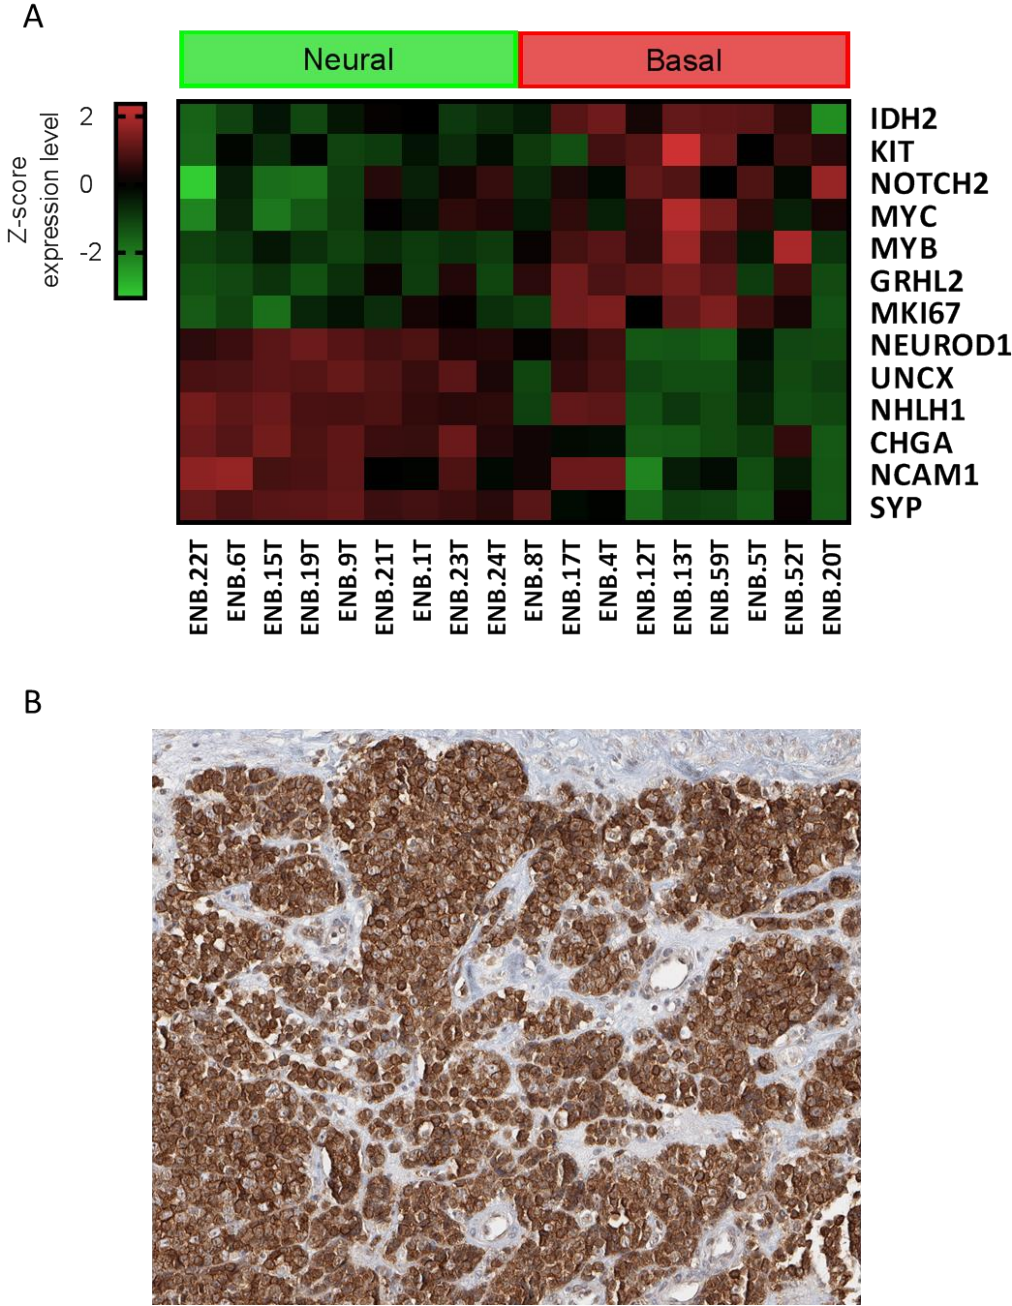 A
Neural
Basal
Z-score
expression level
2
0
-2
IDH2
KIT
NOTCH2
MYC
MYB
GRHL2
MKI67
NEUROD1
UNCX
NHLH1
CHGA
NCAM1
SYP
ENB.22T
ENB.6T
ENB.15T
ENB.19T
ENB.9T
ENB.21T
ENB.1T
ENB.23T
ENB.24T
ENB.8T
ENB.17T
ENB.4T
ENB.12T
ENB.13T
ENB.59T
ENB.5T
ENB.52T
ENB.20T
B